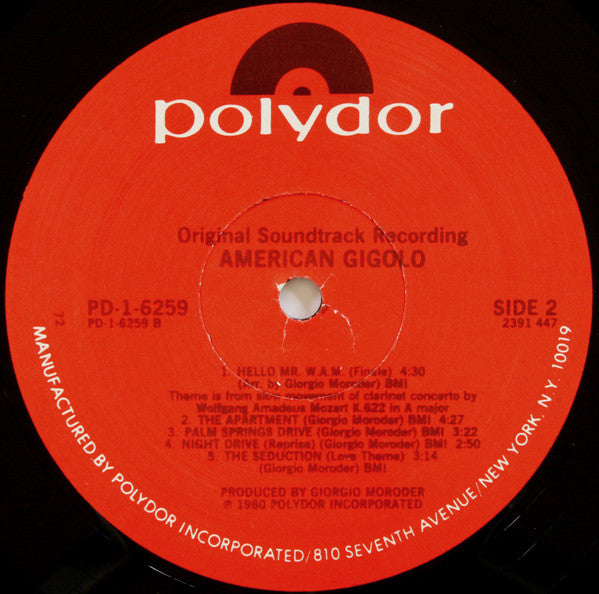 polydor
Original Soundtrack Recording
AMERICAN GIGOLO
PD-1-6259
PD-1-6259 B
SIDE 2
2391 447
72
1. HELLO MR. W.A.M. (Finale) 4:30
(Arr. by Giorgio Moroder) BMI
Theme is from slow movement of clarinet concerto by
Wolfgang Amadeus Mozart K.622 in A major
2. THE APARTMENT (Giorgio Moroder) BMI 4:27
3. PALM SPRINGS DRIVE (Giorgio Moroder) BMI 3:22
4. NIGHT DRIVE (Reprise) (Giorgio Moroder) BMI 2:50
5. THE SEDUCTION (Love Theme) 3:14
(Giorgio Moroder) BMI
PRODUCED BY GIORGIO MORODER
℗ 1980 POLYDOR INCORPORATED
MANUFACTURED BY POLYDOR INCORPORATED/810 SEVENTH AVENUE/NEW YORK. N.Y. 10019